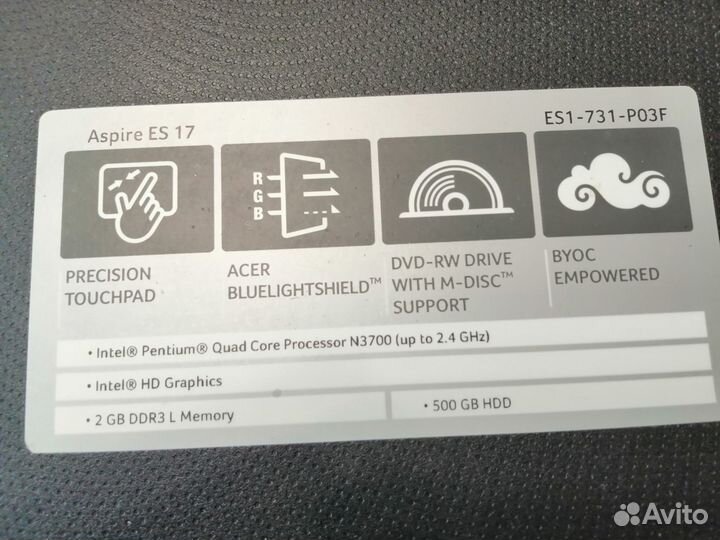 Aspire ES 17
ES1-731-P03F
R
G
B
PRECISION
TOUCHPAD
ACER
BLUELIGHTSHIELD™
DVD-RW DRIVE
WITH M-DISC™
SUPPORT
BYOC
EMPOWERED
• Intel® Pentium® Quad Core Processor N3700 (up to 2.4 GHz)
• Intel® HD Graphics
• 2 GB DDR3 L Memory
• 500 GB HDD
Avito